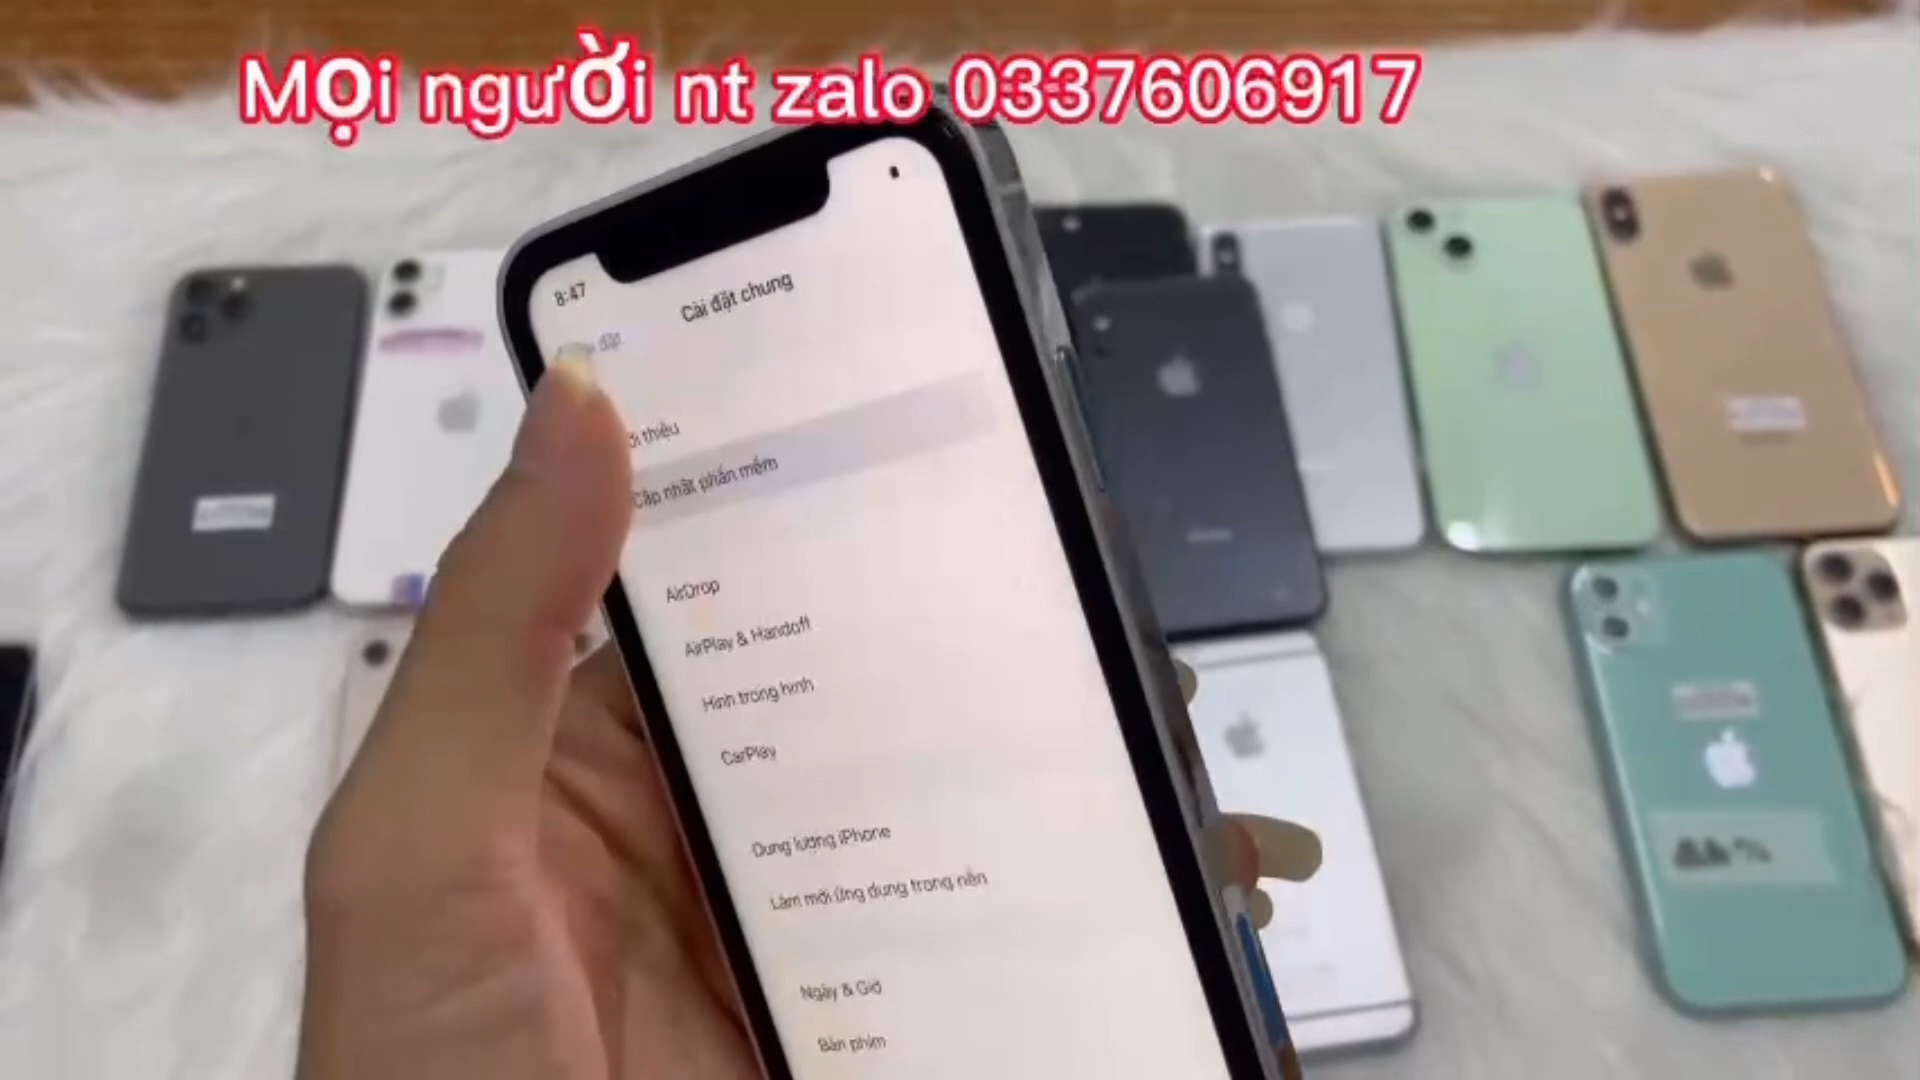 Mọi người nt zalo 0337606917
8:47
Cài đặt chung
thiệu
Cập nhật phần mềm
AirDrop
AirPlay & Handoff
Hình trong hình
CarPlay
Dung lượng iPhone
Làm mới ứng dụng trong nền
Ngày & Giờ
Bàn phím